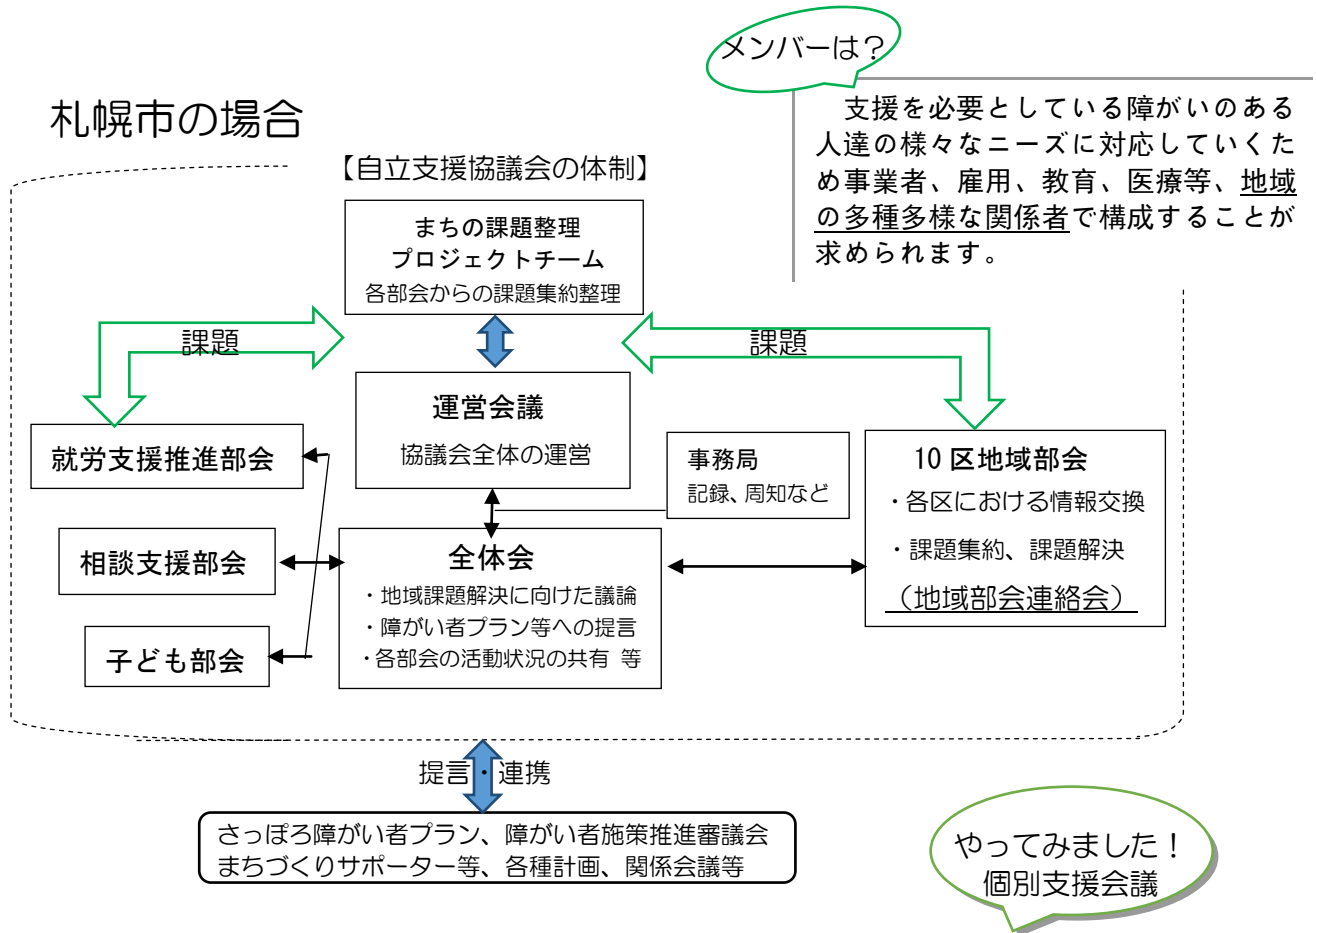 メンバーは?
札幌市の場合
支援を必要としている障がいのある
人達の様々なニーズに対応していくた
め事業者、雇用、教育、医療等、地域
の多種多様な関係者で構成することが
求められます。
【自立支援協議会の体制】
まちの課題整理
プロジェクトチーム
各部会からの課題集約整理
課題
課題
運営会議
協議会全体の運営
就労支援推進部会
事務局
記録、周知など
10 区地域部会
・各区における情報交換
・課題集約、課題解決
(地域部会連絡会)
相談支援部会
全体会
・地域課題解決に向けた議論
・障がい者プラン等への提言
・各部会の活動状況の共有 等
子ども部会
提言・連携
さっぽろ障がい者プラン、障がい者施策推進審議会
まちづくりサポーター等、各種計画、関係会議等
やってみました!
個別支援会議